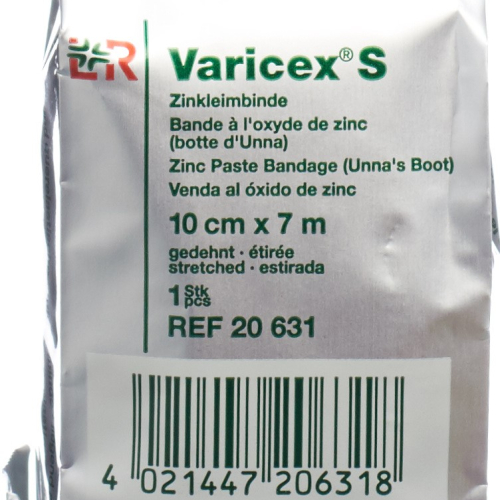 L&R
Varicex® S
Zinkleimbinde
Bande à l'oxyde de zinc
(botte d'Unna)
Zinc Paste Bandage (Unna's Boot)
Venda al óxido de zinc
10 cm x 7 m
gedehnt · étirée
stretched · estirada
1 Stk
pcs
REF 20 631
4 021447 206318